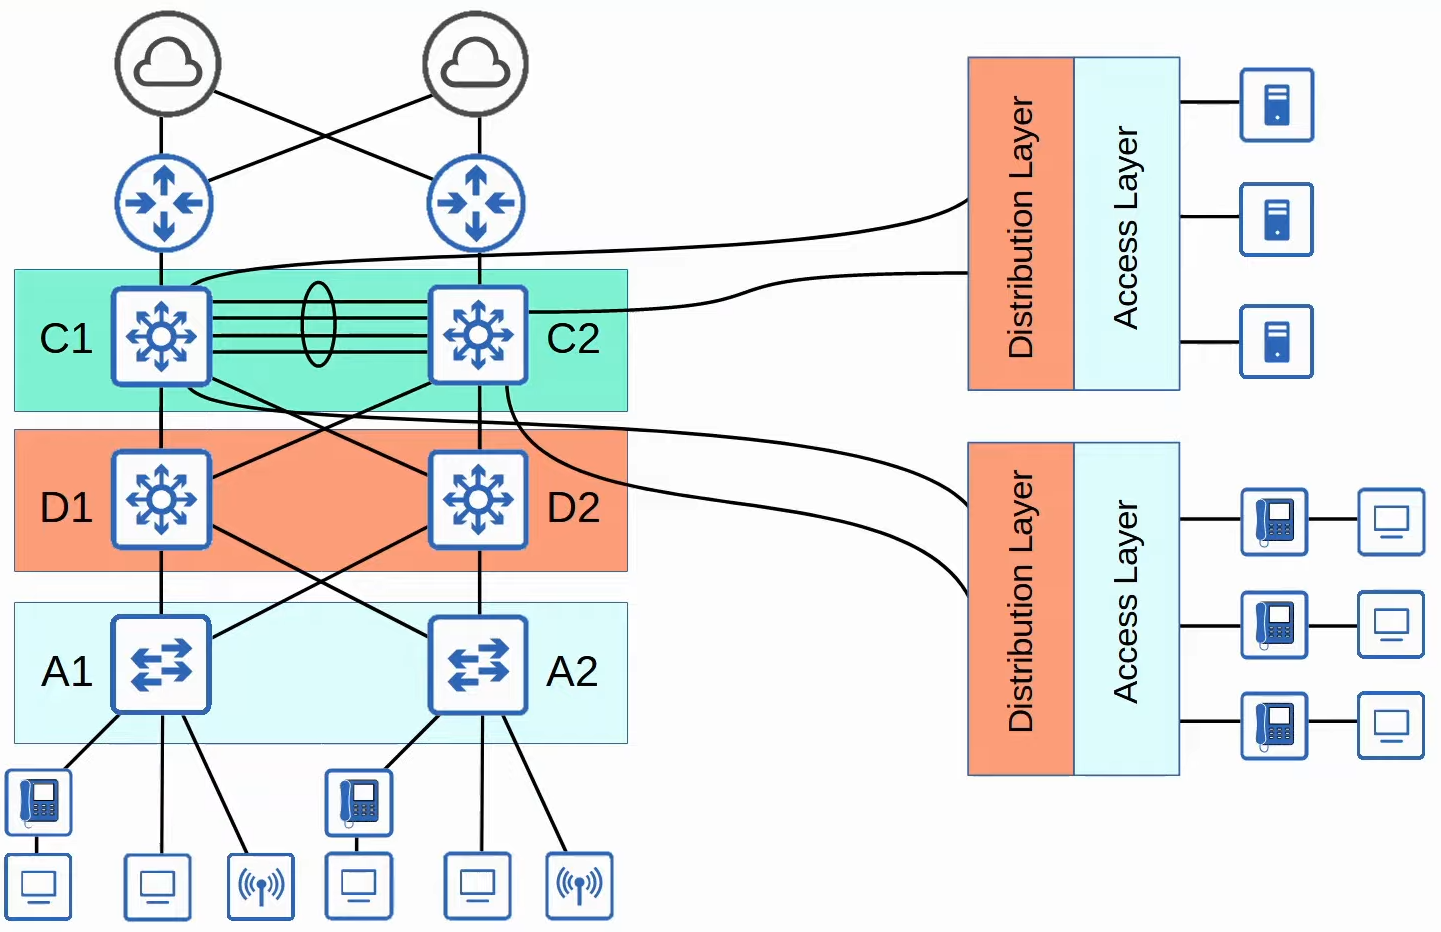 C1
C2
D1
D2
A1
A2
Distribution Layer
Access Layer
Distribution Layer
Access Layer